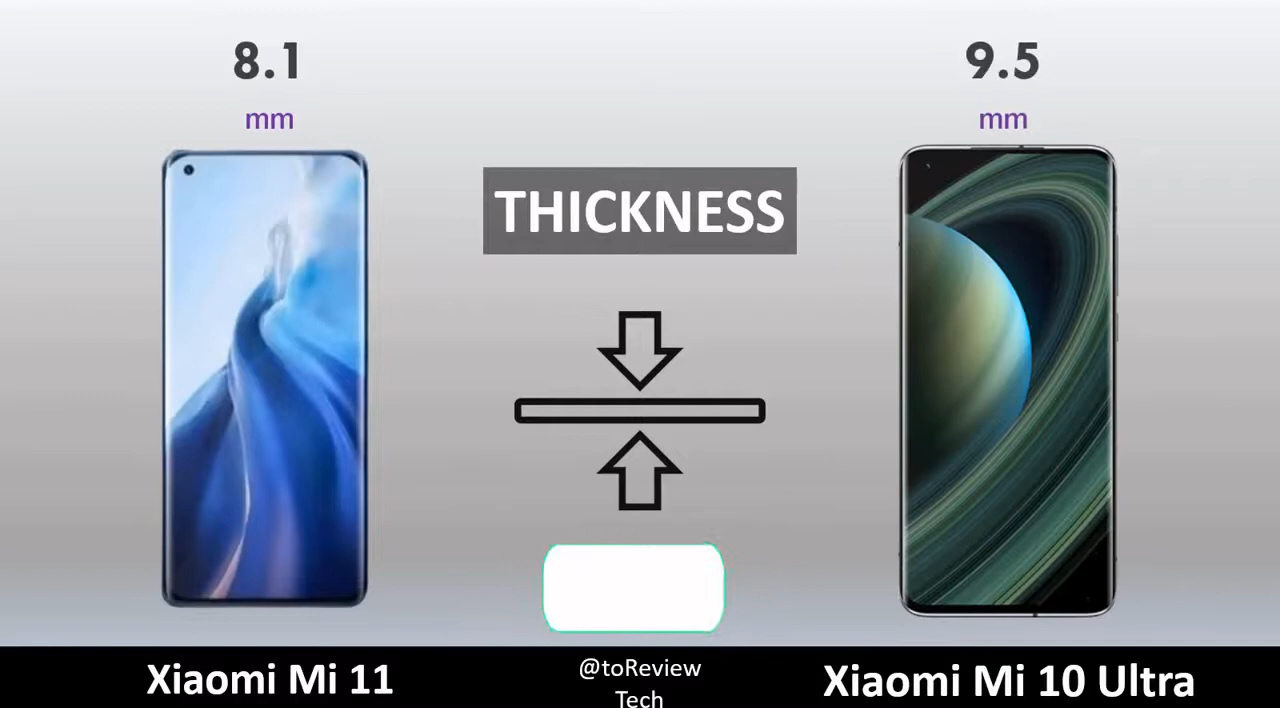 8.1
mm
9.5
mm
THICKNESS
Xiaomi Mi 11
@toReview
Tech
Xiaomi Mi 10 Ultra